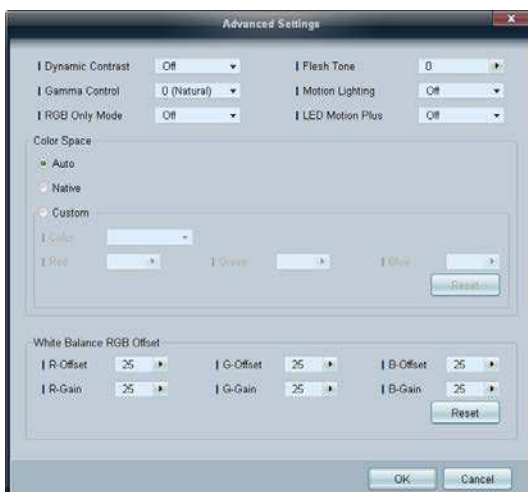 Advanced Settings
Dynamic Contrast Off Flesh Tone 0
Gamma Control 0 (Natural) Motion Lighting Off
RGB Only Mode Off LED Motion Plus Off
Color Space
Auto
Native
Custom
Color
Red Green Blue
Reset
White Balance RGB Offset
R-Offset 25 G-Offset 25 B-Offset 25
R-Gain 25 G-Gain 25 B-Gain 25
Reset
OK Cancel